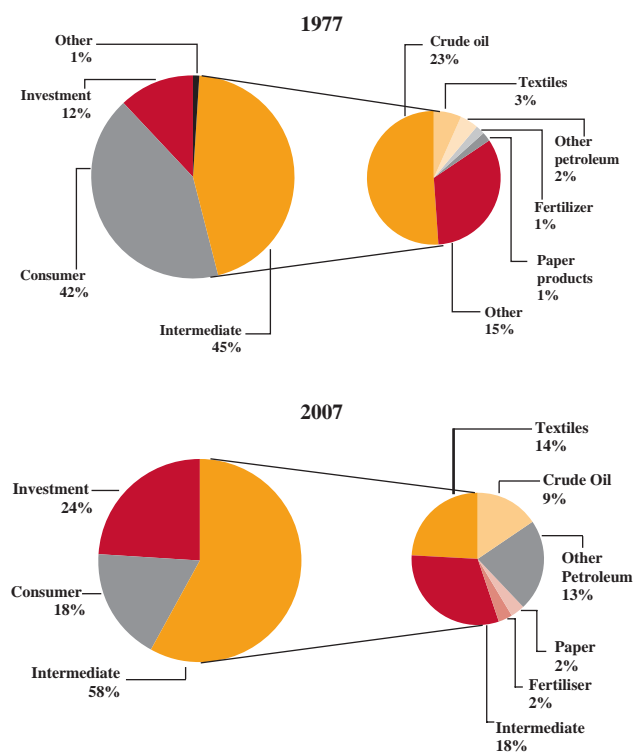 1977
Other
1%
Investment
12%
Consumer
42%
Intermediate
45%
Crude oil
23%
Textiles
3%
Other
petroleum
2%
Fertilizer
1%
Paper
products
1%
Other
15%
2007
Investment
24%
Consumer
18%
Intermediate
58%
Textiles
14%
Crude Oil
9%
Other
Petroleum
13%
Paper
2%
Fertiliser
2%
Intermediate
18%